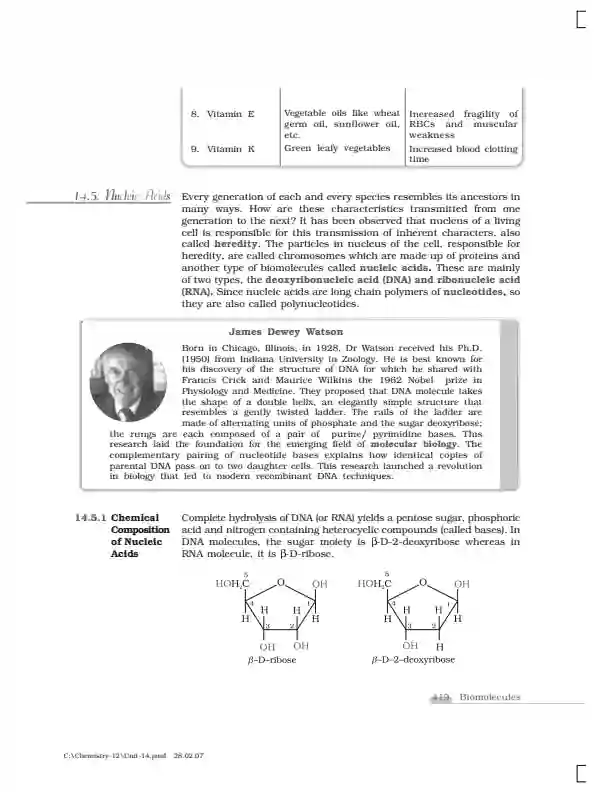 8. Vitamin E Vegetable oils like wheat Increased fragility of
germ oil, sunflower oil, RBCs and muscular
etc. weakness
9. Vitamin K Green leafy vegetables Increased blood clotting
time
14.5 Nucleic Acids
Every generation of each and every species resembles its ancestors in
many ways. How are these characteristics transmitted from one
generation to the next? It has been observed that nucleus of a living
cell is responsible for this transmission of inherent characters, also
called heredity. The particles in nucleus of the cell, responsible for
heredity, are called chromosomes which are made up of proteins and
another type of biomolecules called nucleic acids. These are mainly
of two types, the deoxyribonucleic acid (DNA) and ribonucleic acid
(RNA). Since nucleic acids are long chain polymers of nucleotides, so
they are also called polynucleotides.
James Dewey Watson
Born in Chicago, Illinois, in 1928, Dr Watson received his Ph.D.
(1950) from Indiana University in Zoology. He is best known for
his discovery of the structure of DNA for which he shared with
Francis Crick and Maurice Wilkins the 1962 Nobel prize in
Physiology and Medicine. They proposed that DNA molecule takes
the shape of a double helix, an elegantly simple structure that
resembles a gently twisted ladder. The rails of the ladder are
made of alternating units of phosphate and the sugar deoxyribose;
the rungs are each composed of a pair of purine/ pyrimidine bases. This
research laid the foundation for the emerging field of molecular biology. The
complementary pairing of nucleotide bases explains how identical copies of
parental DNA pass on to two daughter cells. This research launched a revolution
in biology that led to modern recombinant DNA techniques.
14.5.1 Chemical
Composition
of Nucleic
Acids
Complete hydrolysis of DNA (or RNA) yields a pentose sugar, phosphoric
acid and nitrogen containing heterocyclic compounds (called bases). In
DNA molecules, the sugar moiety is β-D-2-deoxyribose whereas in
RNA molecule, it is β-D-ribose.
5 5
HOH₂C O OH HOH₂C O OH
4 1 4 1
H H H H
H H H H
3 2 3 2
OH OH OH H
β-D-ribose β-D-2-deoxyribose
419 Biomolecules
C:\Chemistry-12\Unit-14.pmd 28.02.07